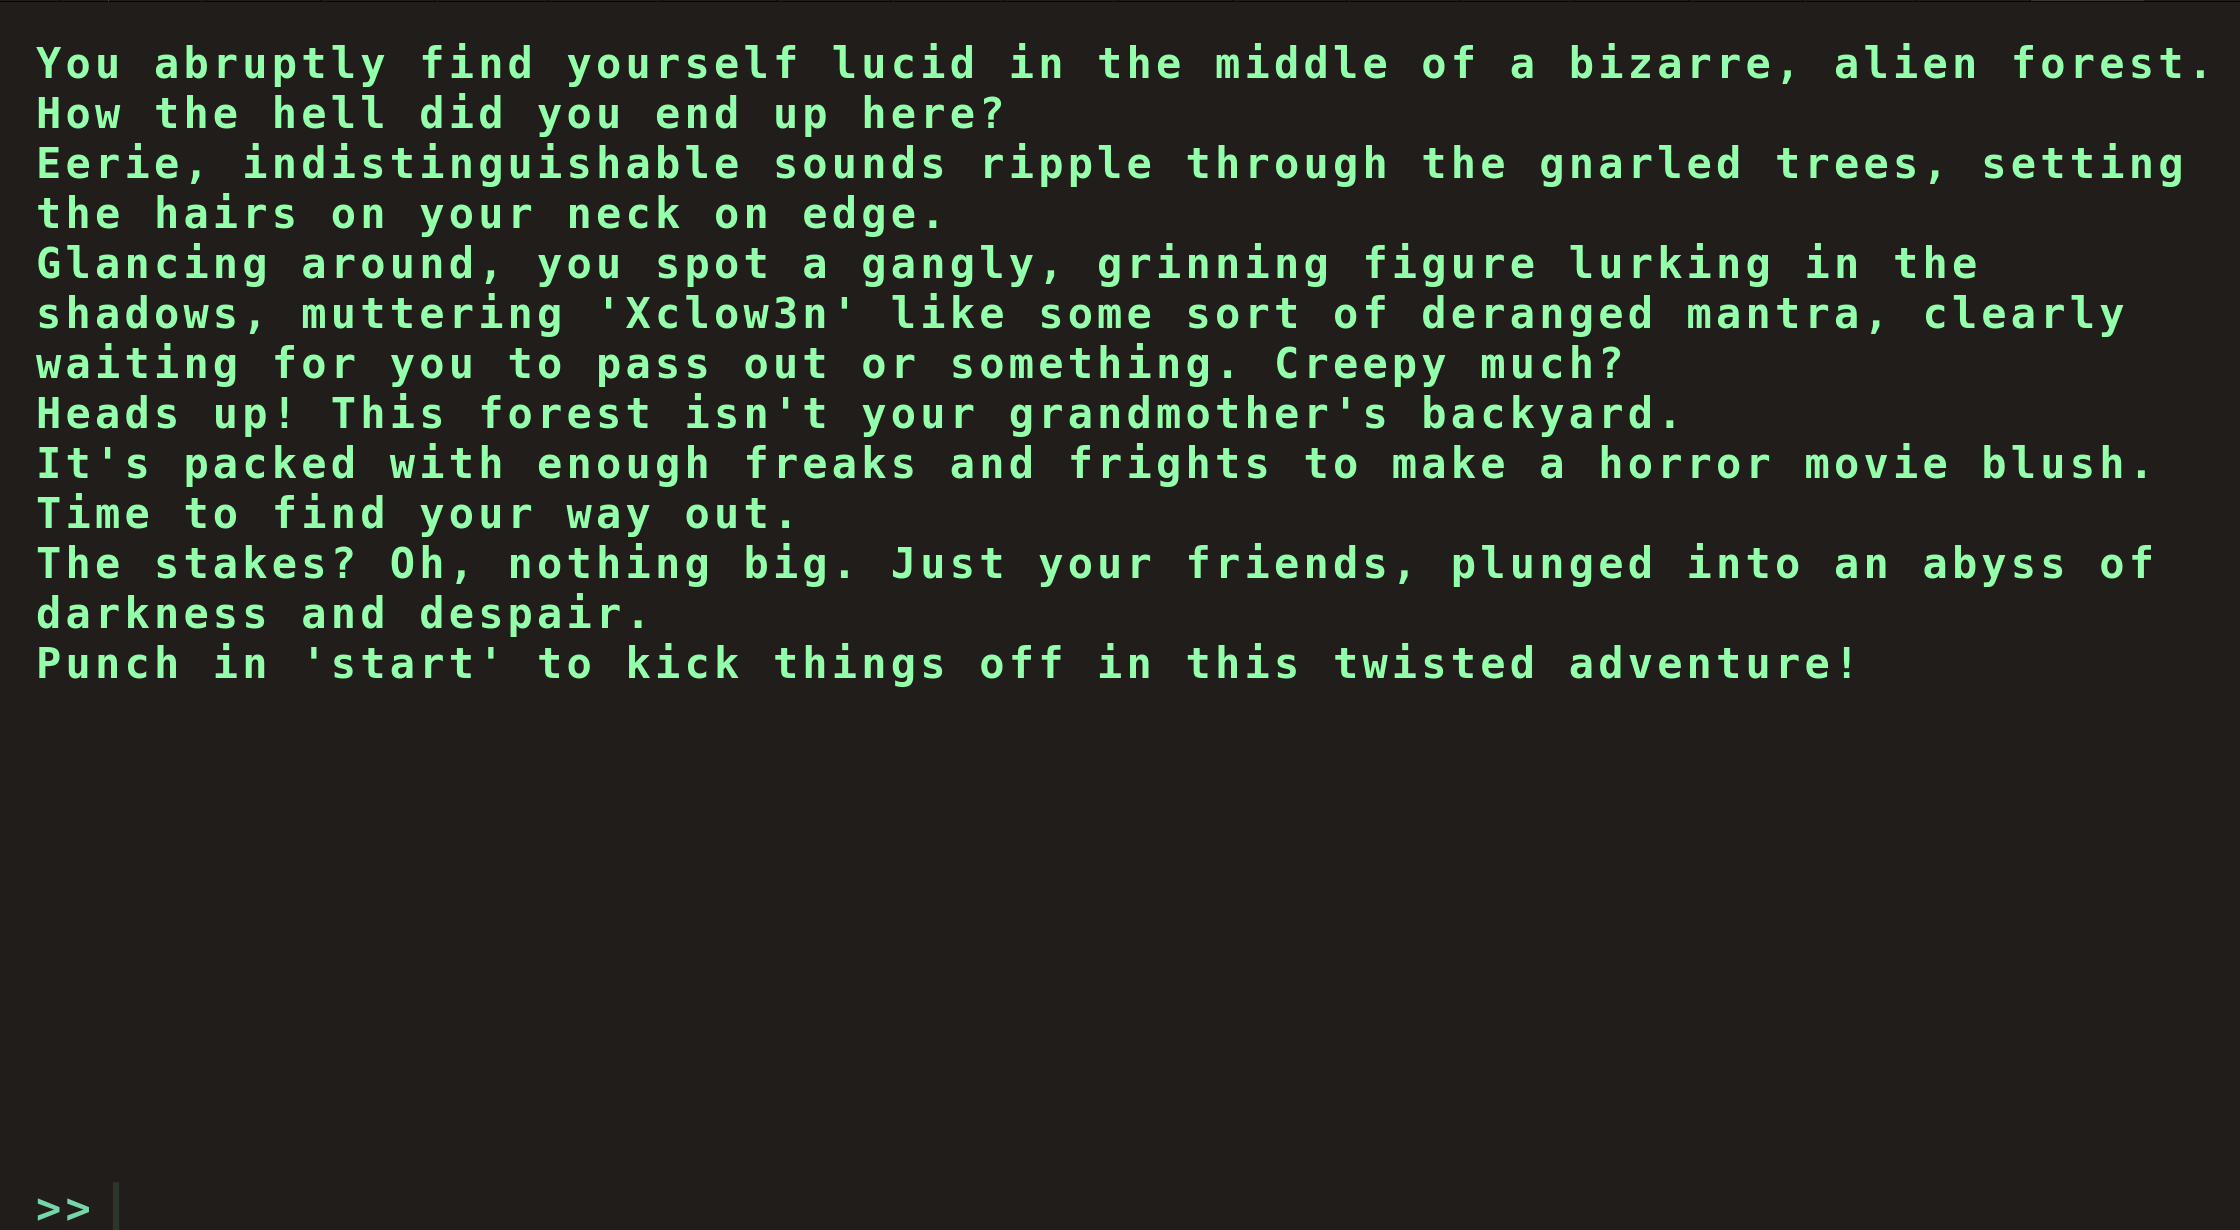 You abruptly find yourself lucid in the middle of a bizarre, alien forest.
How the hell did you end up here?
Eerie, indistinguishable sounds ripple through the gnarled trees, setting
the hairs on your neck on edge.
Glancing around, you spot a gangly, grinning figure lurking in the
shadows, muttering 'Xclow3n' like some sort of deranged mantra, clearly
waiting for you to pass out or something. Creepy much?
Heads up! This forest isn't your grandmother's backyard.
It's packed with enough freaks and frights to make a horror movie blush.
Time to find your way out.
The stakes? Oh, nothing big. Just your friends, plunged into an abyss of
darkness and despair.
Punch in 'start' to kick things off in this twisted adventure!
>>